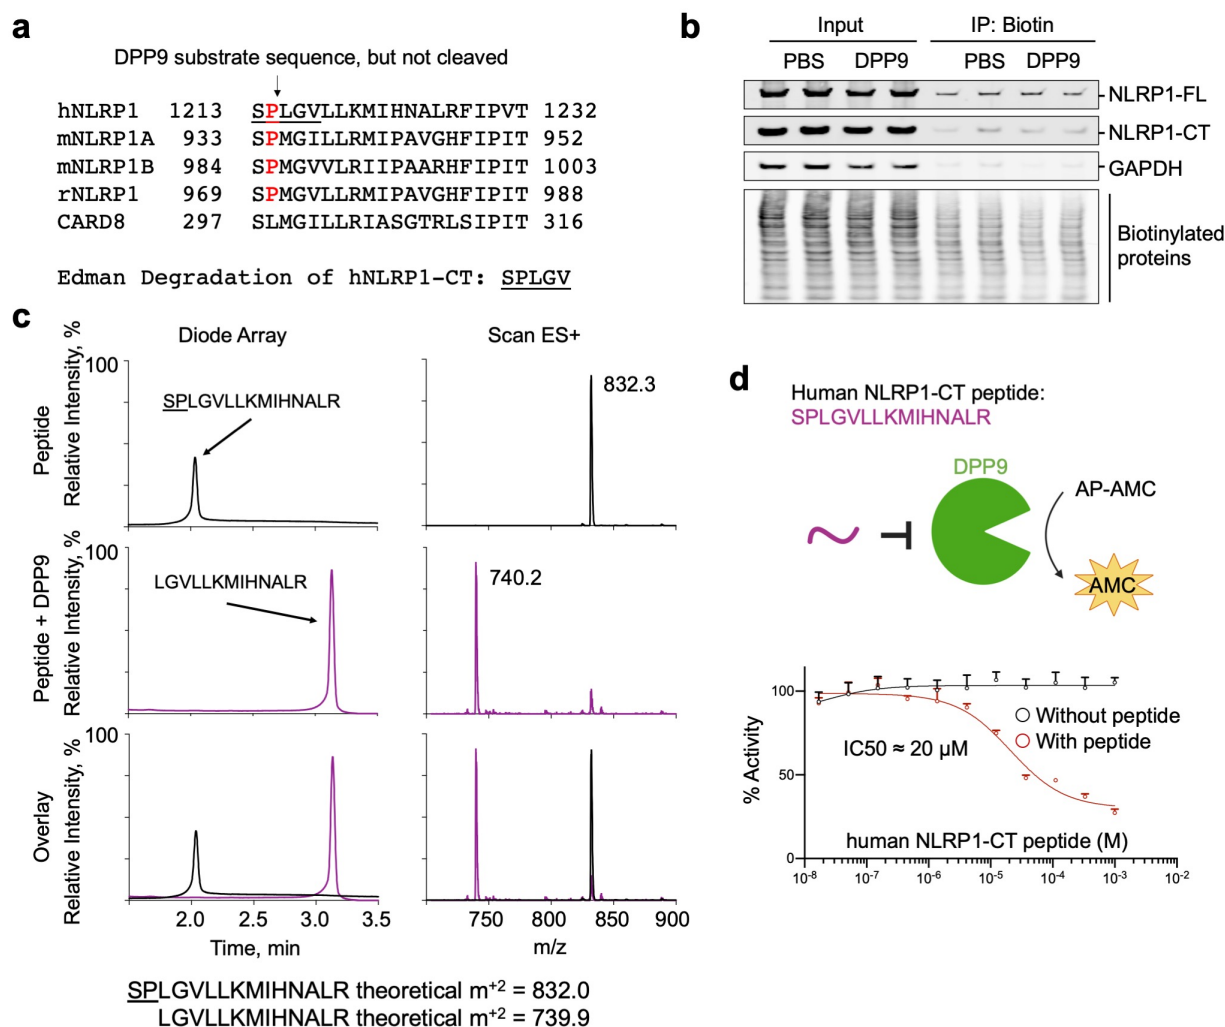 a
DPP9 substrate sequence, but not cleaved
hNLRP1 1213 SPLGVLLKMIHNALRFIPVT 1232
mNLRP1A 933 SPMGILLRMIPAVGHFIPIT 952
mNLRP1B 984 SPMGVVLRIIPAARHFIPIT 1003
rNLRP1 969 SPMGVLLRMIPAVGHFIPIT 988
CARD8 297 SLMGILLRIASGTRLSIPIT 316
Edman Degradation of hNLRP1-CT: SPLGV
b
Input IP: Biotin
PBS DPP9 PBS DPP9
NLRP1-FL
NLRP1-CT
GAPDH
Biotinylated
proteins
c
Diode Array Scan ES+
Peptide
Relative Intensity, %
100
SPLGVLLKMIHNALR
832.3
Peptide + DPP9
Relative Intensity, %
100
LGVLLKMIHNALR
740.2
Overlay
Relative Intensity, %
100
2.0 2.5 3.0 3.5 750 800 850 900
Time, min m/z
SPLGVLLKMIHNALR theoretical m+2 = 832.0
LGVLLKMIHNALR theoretical m+2 = 739.9
d
Human NLRP1-CT peptide:
SPLGVLLKMIHNALR
DPP9
AP-AMC
AMC
% Activity
100
50
0
Without peptide
With peptide
IC50 ≈ 20 µM
human NLRP1-CT peptide (M)
10-8 10-7 10-6 10-5 10-4 10-3 10-2